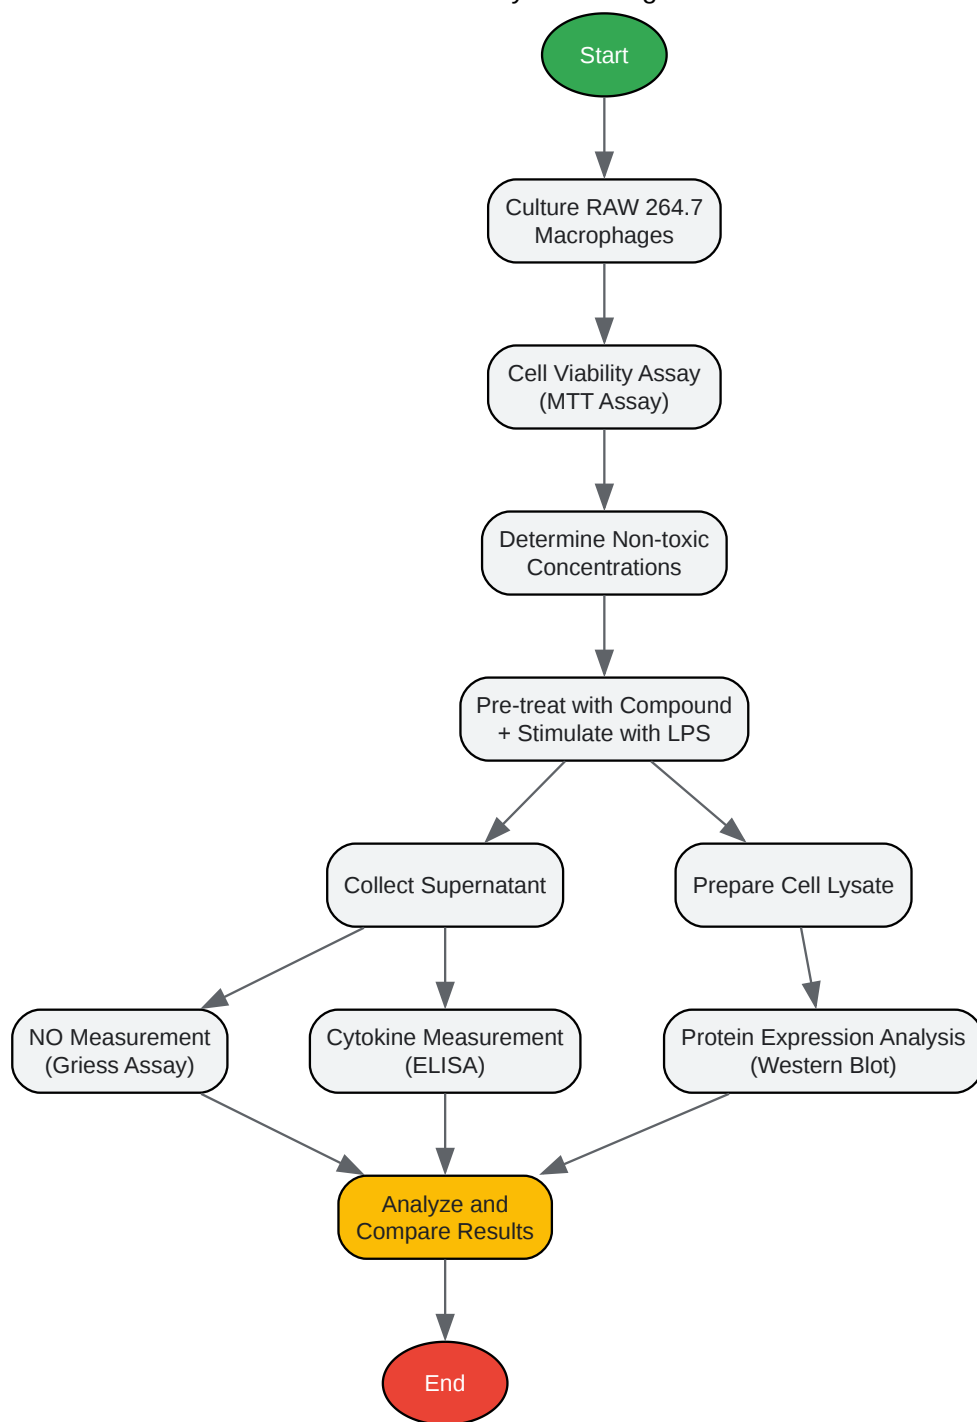 Start
Culture RAW 264.7
Macrophages
Cell Viability Assay
(MTT Assay)
Determine Non-toxic
Concentrations
Pre-treat with Compound
+ Stimulate with LPS
Collect Supernatant
Prepare Cell Lysate
NO Measurement
(Griess Assay)
Cytokine Measurement
(ELISA)
Protein Expression Analysis
(Western Blot)
Analyze and
Compare Results
End